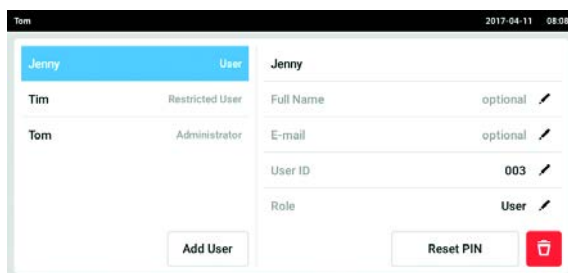 Tom 2017-04-11 08:08
Jenny User
Tim Restricted User
Tom Administrator
Add User
Jenny
Full Name optional
E-mail optional
User ID 003
Role User
Reset PIN